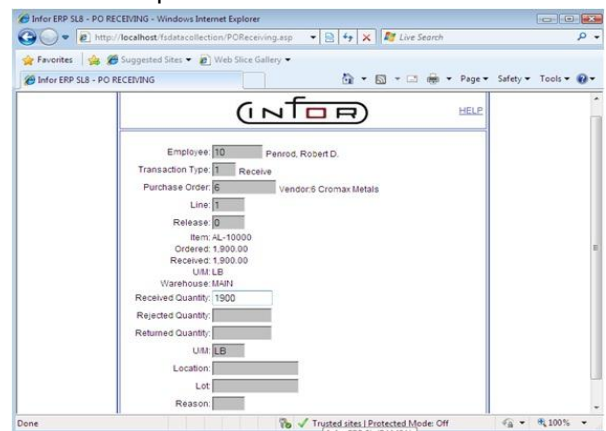 Infor ERP SL8 - PO RECEIVING - Windows Internet Explorer
http://localhost/fsdatacollection/POReceiving.asp
Live Search
Favorites
Suggested Sites
Web Slice Gallery
Infor ERP SL8 - PO RECEIVING
Page
Safety
Tools
INFOR
HELP
Employee: 10 Penrod, Robert D.
Transaction Type: 1 Receive
Purchase Order: 6 Vendor:6 Cromax Metals
Line: 1
Release: 0
Item: AL-10000
Ordered: 1,900.00
Received: 1,900.00
U/M: LB
Warehouse: MAIN
Received Quantity: 1900
Rejected Quantity:
Returned Quantity:
U/M: LB
Location:
Lot:
Reason:
Done
Trusted sites | Protected Mode: Off
100%